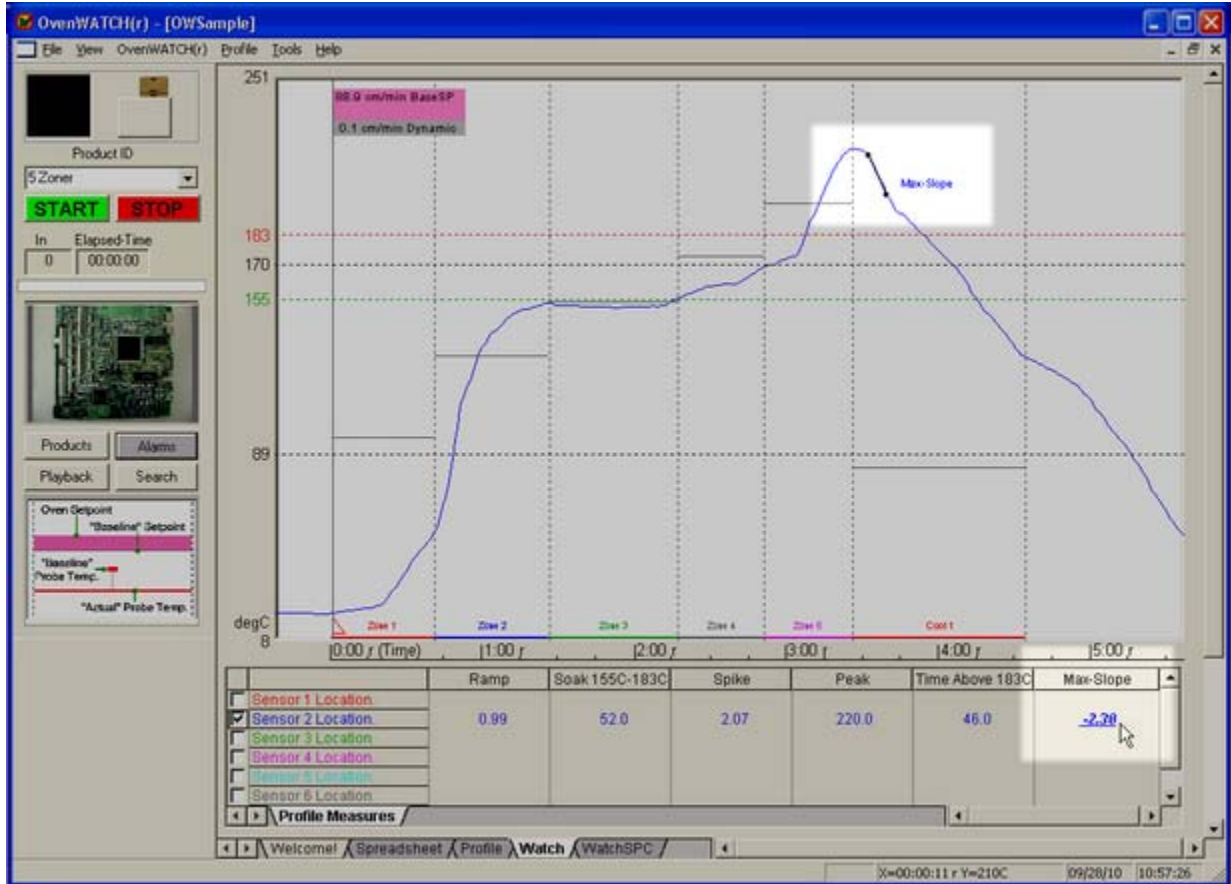 OvenWATCH(r) - [OWSample]
File View OvenWATCH(r) Profile Tools Help
Product ID
5 Zoner
START STOP
In Elapsed-Time
0 00:00:00
Products Alarms
Playback Search
Oven Setpoint
"Baseline" Setpoint
"Baseline"
Probe Temp.
"Actual" Probe Temp.
251
88.9 cm/min BaseSP
0.1 cm/min Dynamic
Max-Slope
183
170
155
89
degC
8
Zone 1 Zone 2 Zone 3 Zone 4 Zone 5 Cool 1
0:00 r (Time) 1:00 r 2:00 r 3:00 r 4:00 r 5:00 r
Ramp Soak 155C-183C Spike Peak Time Above 183C Max-Slope
Sensor 1 Location
Sensor 2 Location 0.99 52.0 2.07 220.0 46.0
Sensor 3 Location
Sensor 4 Location
Sensor 5 Location
Sensor 6 Location
Profile Measures
Welcome! Spreadsheet Profile Watch WatchSPC
X=00:00:11 r Y=210C 09/28/10 10:57:26